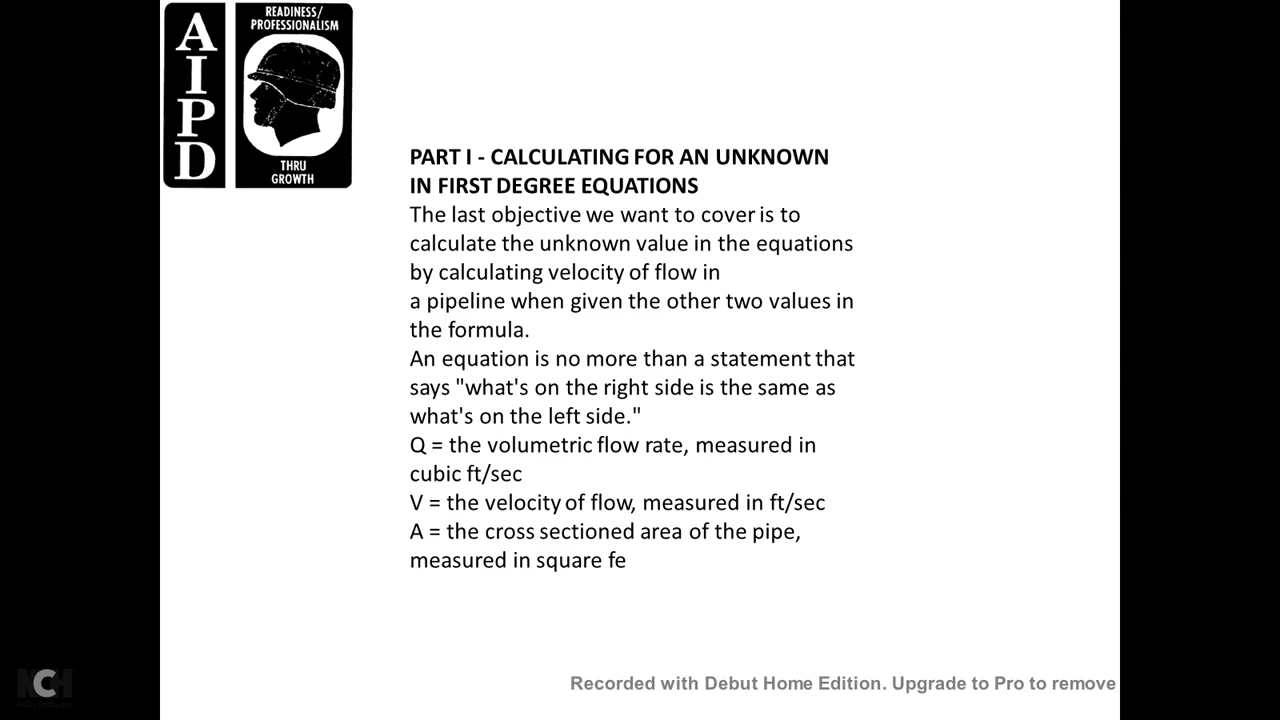 A
I
P
D
READINESS/
PROFESSIONALISM
THRU
GROWTH
PART I - CALCULATING FOR AN UNKNOWN
IN FIRST DEGREE EQUATIONS
The last objective we want to cover is to
calculate the unknown value in the equations
by calculating velocity of flow in
a pipeline when given the other two values in
the formula.
An equation is no more than a statement that
says "what's on the right side is the same as
what's on the left side."
Q = the volumetric flow rate, measured in
cubic ft/sec
V = the velocity of flow, measured in ft/sec
A = the cross sectioned area of the pipe,
measured in square fe
NCH
Recorded with Debut Home Edition. Upgrade to Pro to remove